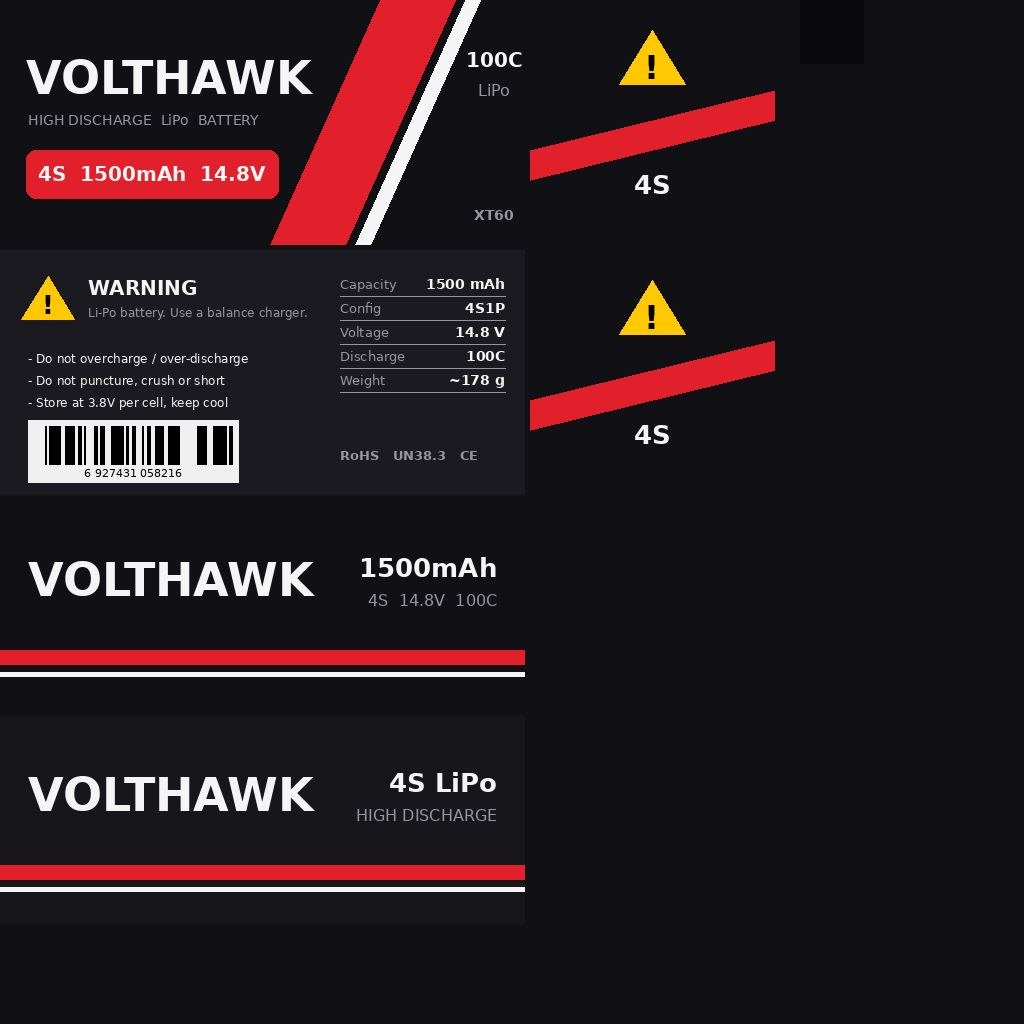 VOLTHAWK
HIGH DISCHARGE LiPo BATTERY
4S 1500mAh 14.8V
100C
LiPo
XT60
!
4S
!
WARNING
Li-Po battery. Use a balance charger.
- Do not overcharge / over-discharge
- Do not puncture, crush or short
- Store at 3.8V per cell, keep cool
6 927431 058216
Capacity 1500 mAh
Config 4S1P
Voltage 14.8 V
Discharge 100C
Weight ~178 g
RoHS UN38.3 CE
!
4S
VOLTHAWK
1500mAh
4S 14.8V 100C
VOLTHAWK
4S LiPo
HIGH DISCHARGE